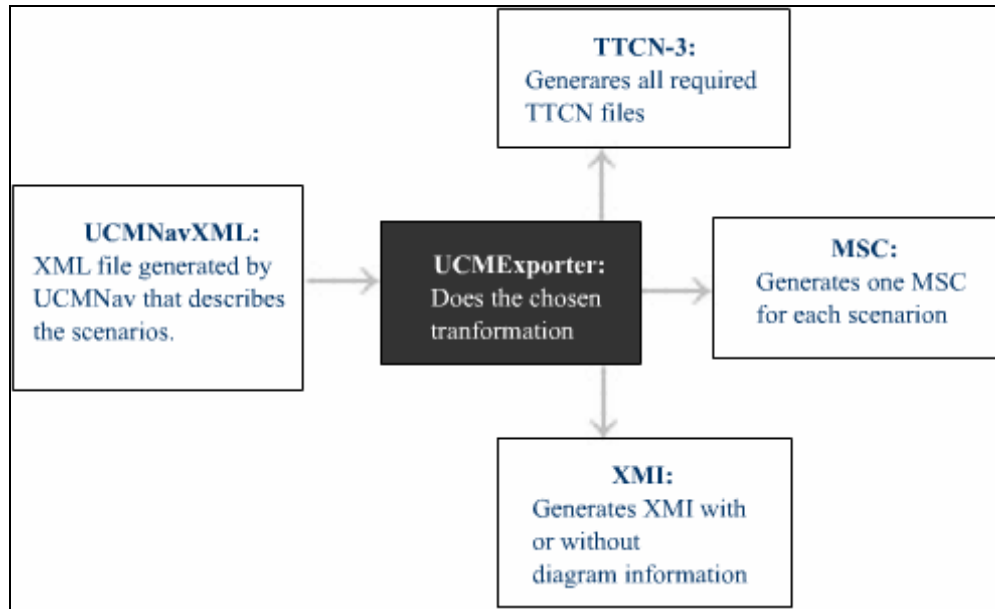 TTCN-3:
Generares all required
TTCN files
UCMNavXML:
XML file generated by
UCMNav that describes
the scenarios.
UCMExporter:
Does the chosen
tranformation
MSC:
Generates one MSC
for each scenarion
XMI:
Generates XMI with
or without
diagram information